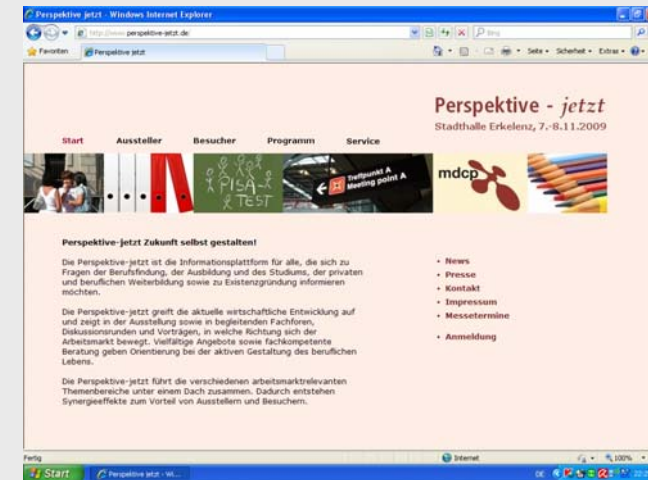 Perspektive jetzt - Windows Internet Explorer
http://www.perspektive-jetzt.de/
Bing
Favoriten
Perspektive jetzt
Seite
Sicherheit
Extras
Perspektive - jetzt
Stadthalle Erkelenz, 7.-8.11.2009
Start Aussteller Besucher Programm Service
PISA-
TEST
Treffpunkt A
Meeting point A
mdcp
Perspektive-jetzt Zukunft selbst gestalten!
Die Perspektive-jetzt ist die Informationsplattform für alle, die sich zu
Fragen der Berufsfindung, der Ausbildung und des Studiums, der privaten
und beruflichen Weiterbildung sowie zu Existenzgründung informieren
möchten.
Die Perspektive-jetzt greift die aktuelle wirtschaftliche Entwicklung auf
und zeigt in der Ausstellung sowie in begleitenden Fachforen,
Diskussionsrunden und Vorträgen, in welche Richtung sich der
Arbeitsmarkt bewegt. Vielfältige Angebote sowie fachkompetente
Beratung geben Orientierung bei der aktiven Gestaltung des beruflichen
Lebens.
Die Perspektive-jetzt führt die verschiedenen arbeitsmarktrelevanten
Themenbereiche unter einem Dach zusammen. Dadurch entstehen
Synergieeffekte zum Vorteil von Ausstellern und Besuchern.
• News
• Presse
• Kontakt
• Impressum
• Messetermine
• Anmeldung
Fertig
Internet
100%
Start
Perspektive jetzt - Wi...
DE